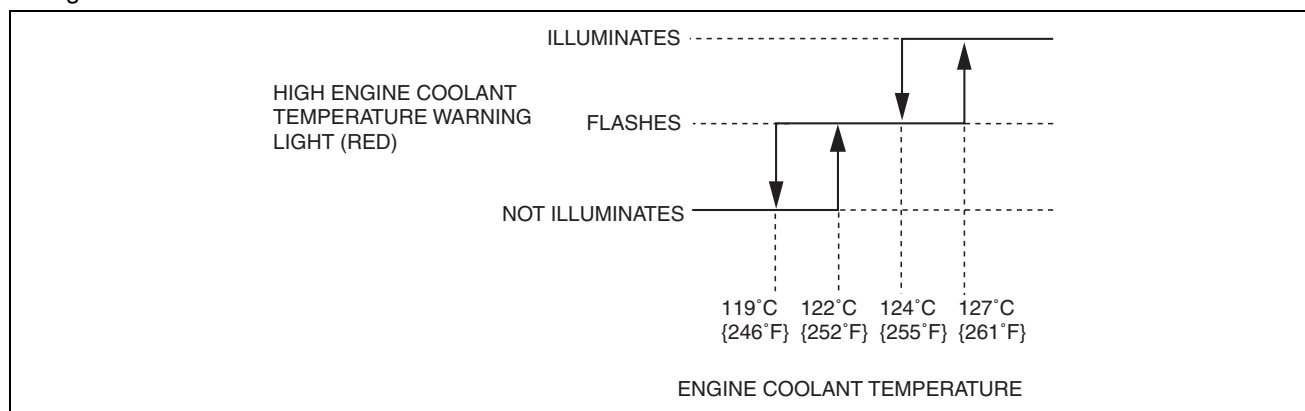 ILLUMINATES
HIGH ENGINE COOLANT
TEMPERATURE WARNING
LIGHT (RED)
FLASHES
NOT ILLUMINATES
119˚C 122˚C 124˚C 127˚C
{246˚F} {252˚F} {255˚F} {261˚F}
ENGINE COOLANT TEMPERATURE